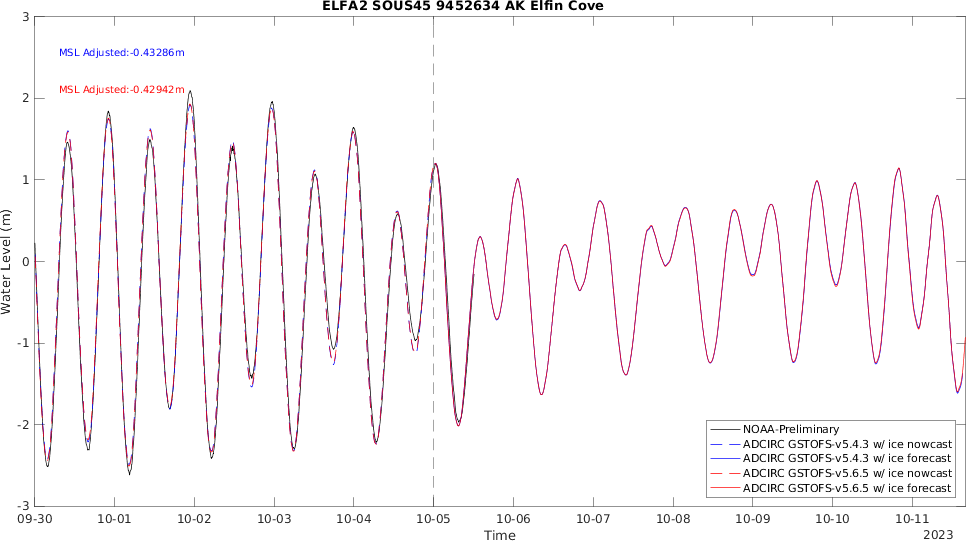 ELFA2 SOUS45 9452634 AK Elfin Cove
MSL Adjusted:-0.43286m
MSL Adjusted:-0.42942m
3
2
1
0
-1
-2
-3
Water Level (m)
NOAA-Preliminary
ADCIRC GSTOFS-v5.4.3 w/ ice nowcast
ADCIRC GSTOFS-v5.4.3 w/ ice forecast
ADCIRC GSTOFS-v5.6.5 w/ ice nowcast
ADCIRC GSTOFS-v5.6.5 w/ ice forecast
09-30 10-01 10-02 10-03 10-04 10-05 10-06 10-07 10-08 10-09 10-10 10-11
Time
2023